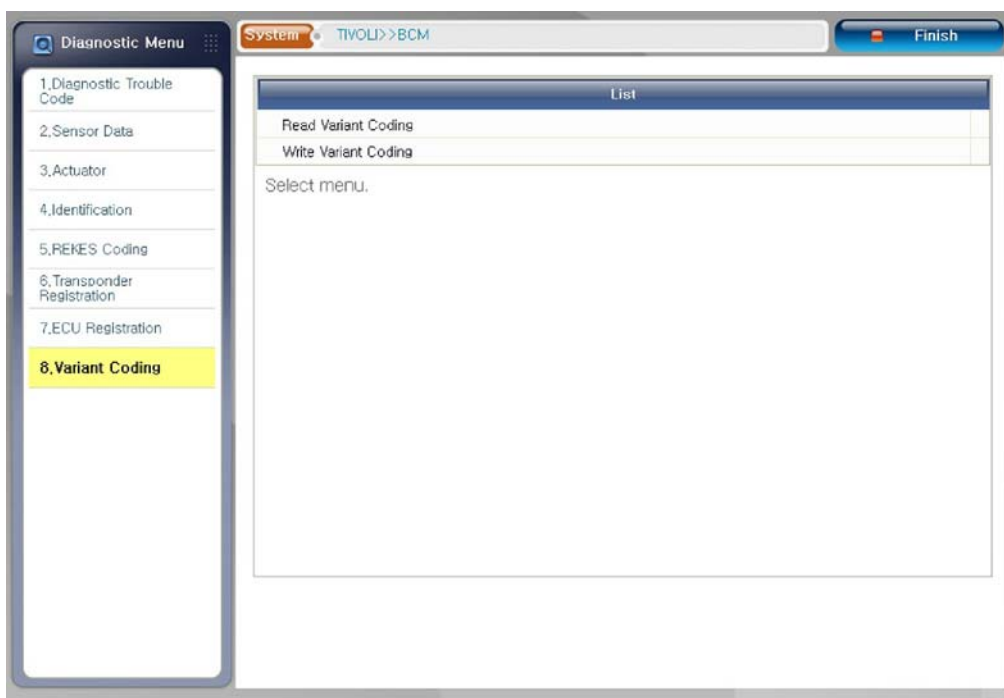 Diagnostic Menu
System
TIVOLI>>BCM
Finish
1.Diagnostic Trouble
Code
2.Sensor Data
3.Actuator
4.Identification
5.REKES Coding
6.Transponder
Registration
7.ECU Registration
8.Variant Coding
List
Read Variant Coding
Write Variant Coding
Select menu.